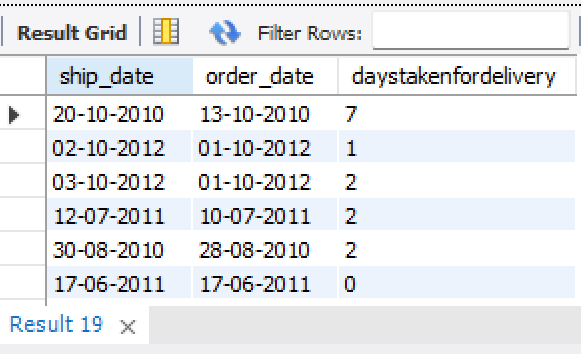 Result Grid Filter Rows:
ship_date order_date daystakenfordelivery
20-10-2010 13-10-2010 7
02-10-2012 01-10-2012 1
03-10-2012 01-10-2012 2
12-07-2011 10-07-2011 2
30-08-2010 28-08-2010 2
17-06-2011 17-06-2011 0
Result 19 ×